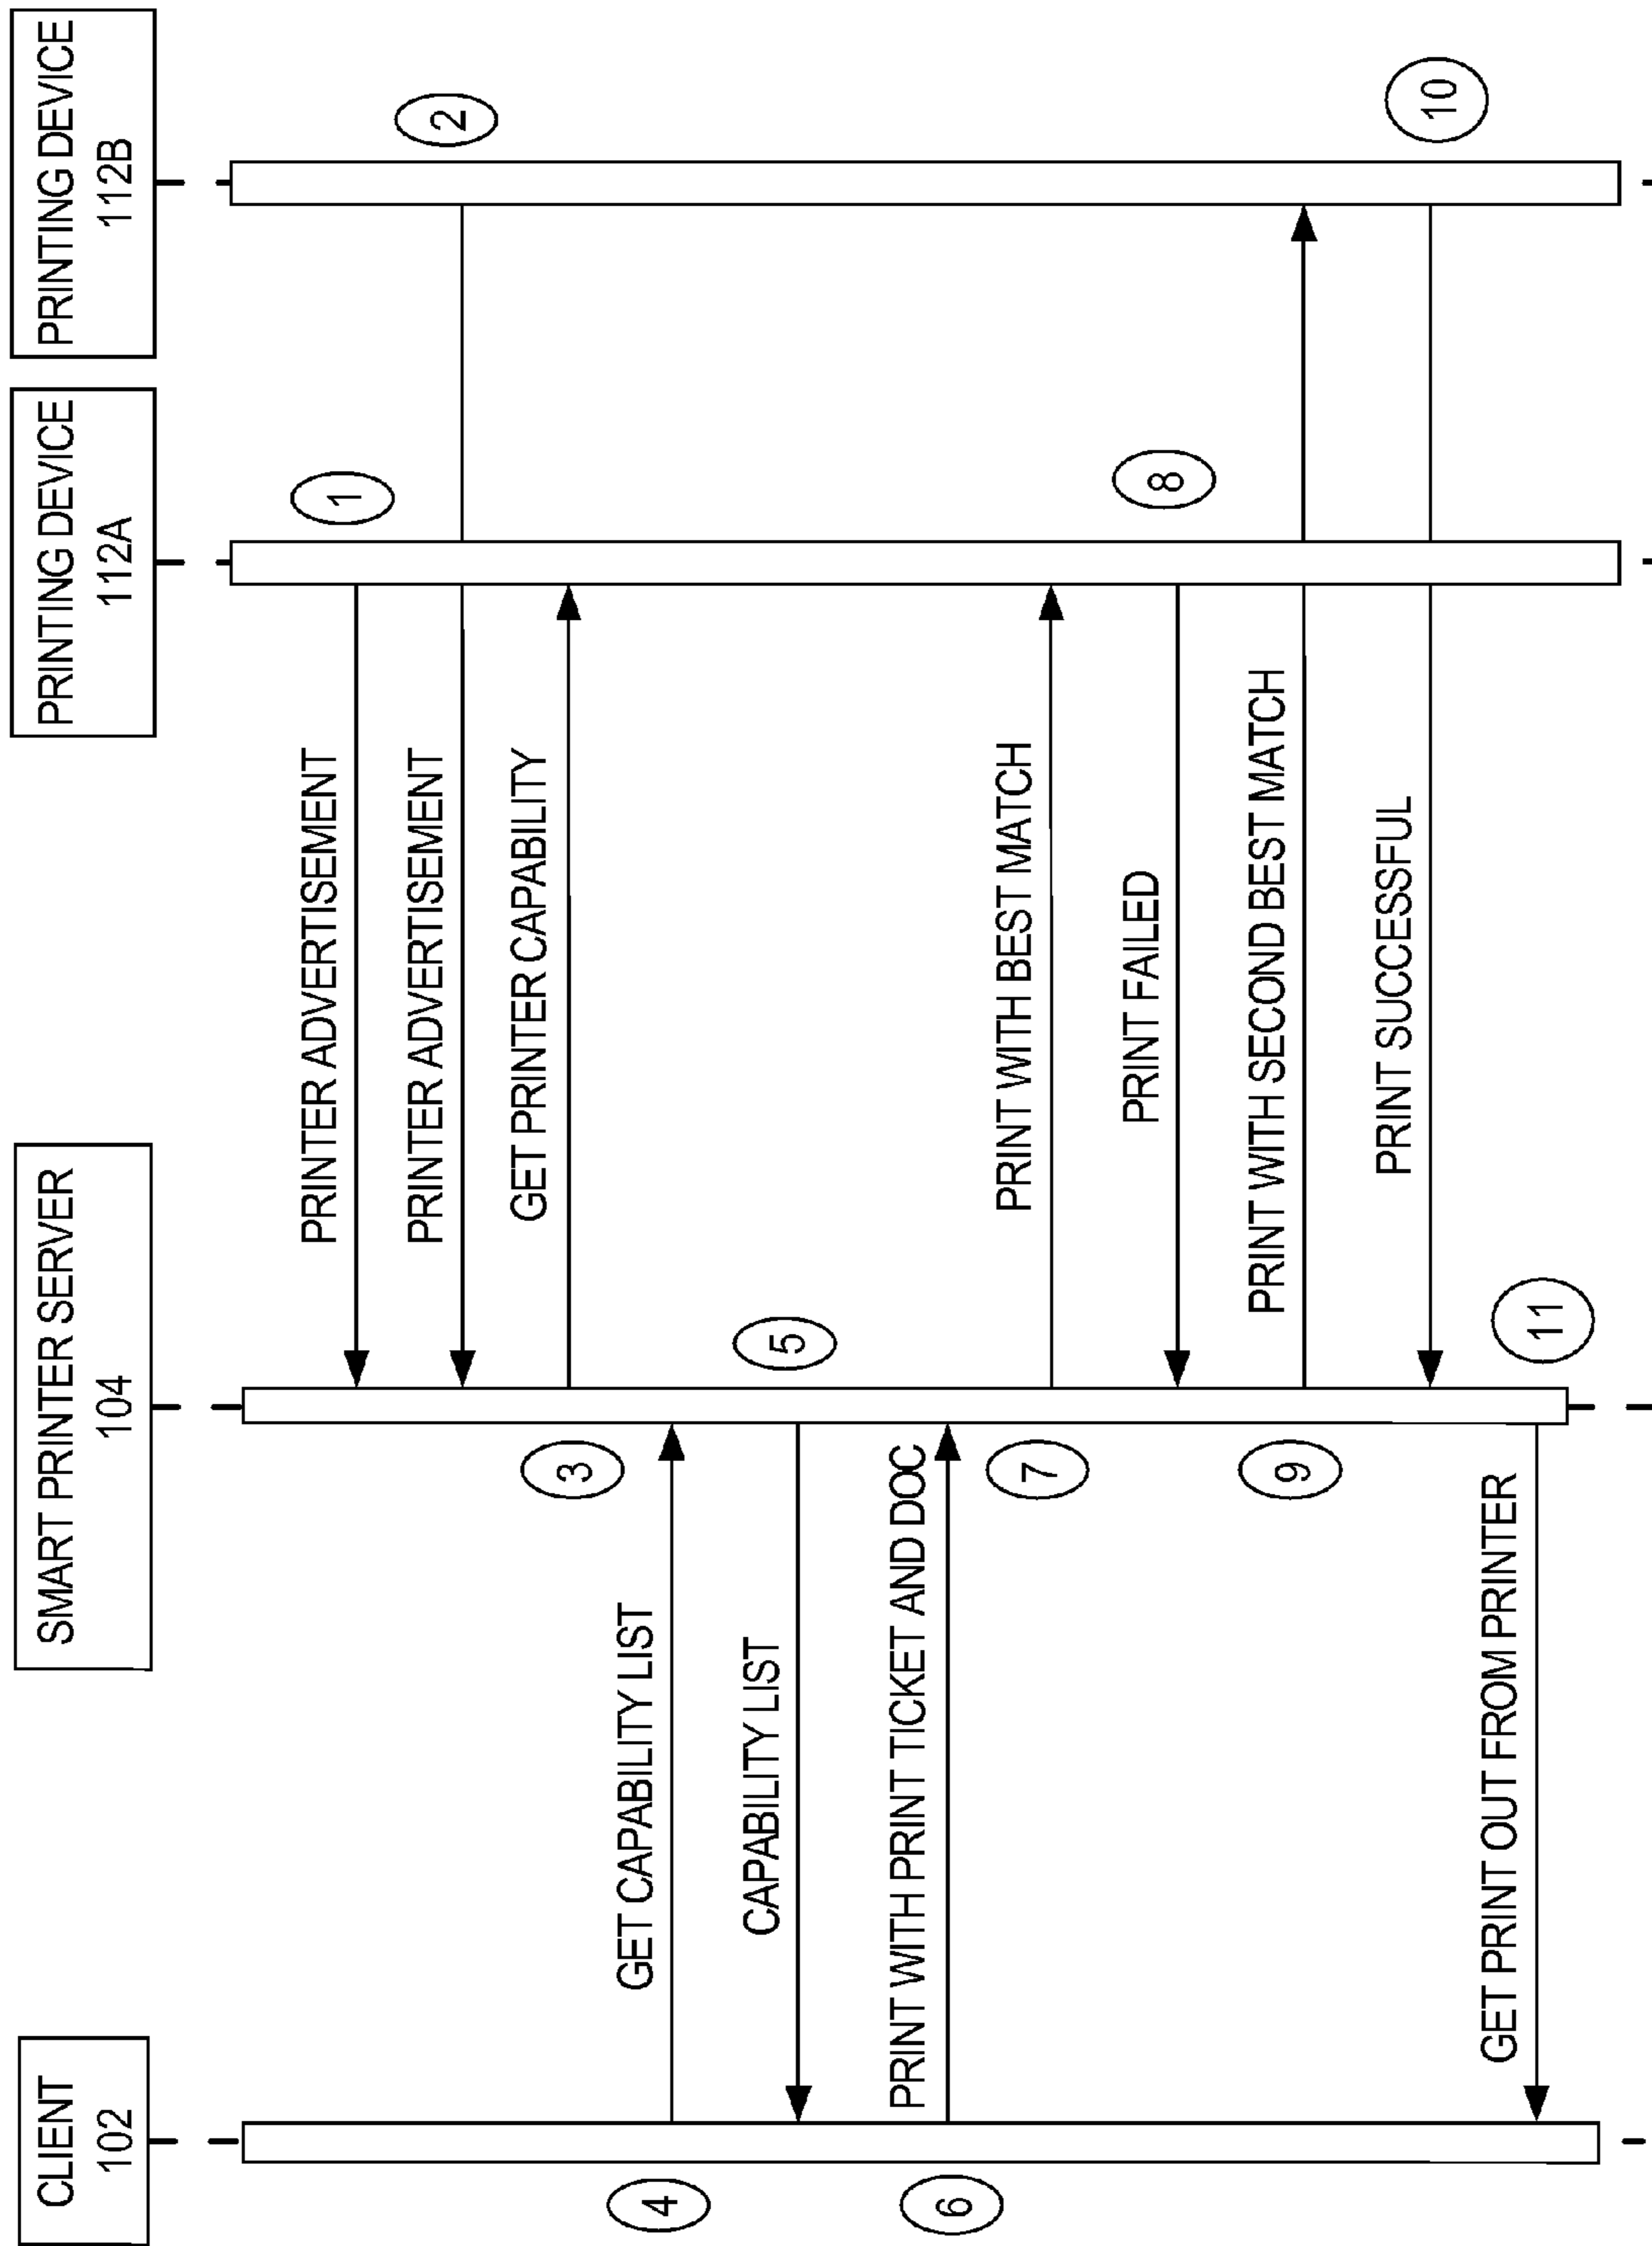 CLIENT
102
SMART PRINTER SERVER
104
PRINTING DEVICE
112A
PRINTING DEVICE
112B
1
PRINTER ADVERTISEMENT
2
PRINTER ADVERTISEMENT
3
GET PRINTER CAPABILITY
4
GET CAPABILITY LIST
5
CAPABILITY LIST
6
PRINT WITH PRINT TICKET AND DOC
7
PRINT WITH BEST MATCH
8
PRINT FAILED
9
PRINT WITH SECOND BEST MATCH
10
PRINT SUCCESSFUL
11
GET PRINT OUT FROM PRINTER